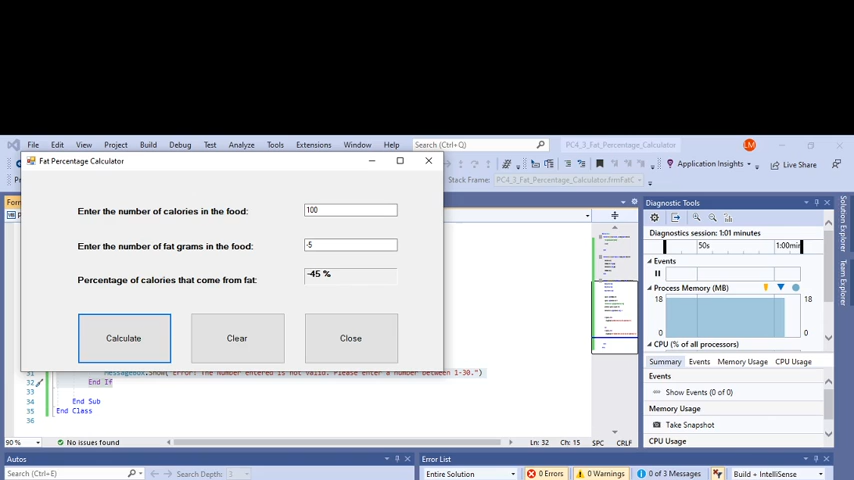 File Edit View Project Build Debug Test Analyze Tools Extensions Window Help Search (Ctrl+Q) PC4_3_Fat_Percentage_Calculator LM
Fat Percentage Calculator
Application Insights Live Share
Stack Frame: PC4_3_Fat_Percentage_Calculator.frmFatC
Enter the number of calories in the food: 100
Enter the number of fat grams in the food: -5
Percentage of calories that come from fat: -45 %
Calculate Clear Close
Diagnostic Tools
Diagnostics session: 1:01 minutes
50s 1:00min
Events
Process Memory (MB)
18 18
0 0
CPU (% of all processors)
Summary Events Memory Usage CPU Usage
Events
Show Events (0 of 0)
Memory Usage
Take Snapshot
CPU Usage
Solution Explorer
Team Explorer
31 MessageBox.Show("Error: The Number entered is not valid. Please enter a number between 1-30.")
32 End If
33
34 End Sub
35 End Class
36
90 % No issues found Ln: 32 Ch: 15 SPC CRLF
Autos
Search (Ctrl+E) Search Depth: 3
Error List
Entire Solution 0 Errors 0 Warnings 0 of 3 Messages Build + IntelliSense